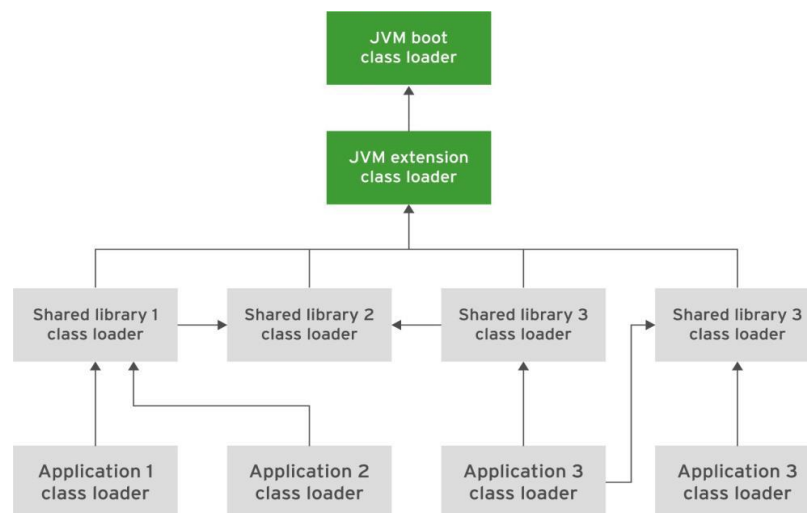 JVM boot
class loader
JVM extension
class loader
Shared library 1
class loader
Shared library 2
class loader
Shared library 3
class loader
Shared library 3
class loader
Application 1
class loader
Application 2
class loader
Application 3
class loader
Application 3
class loader